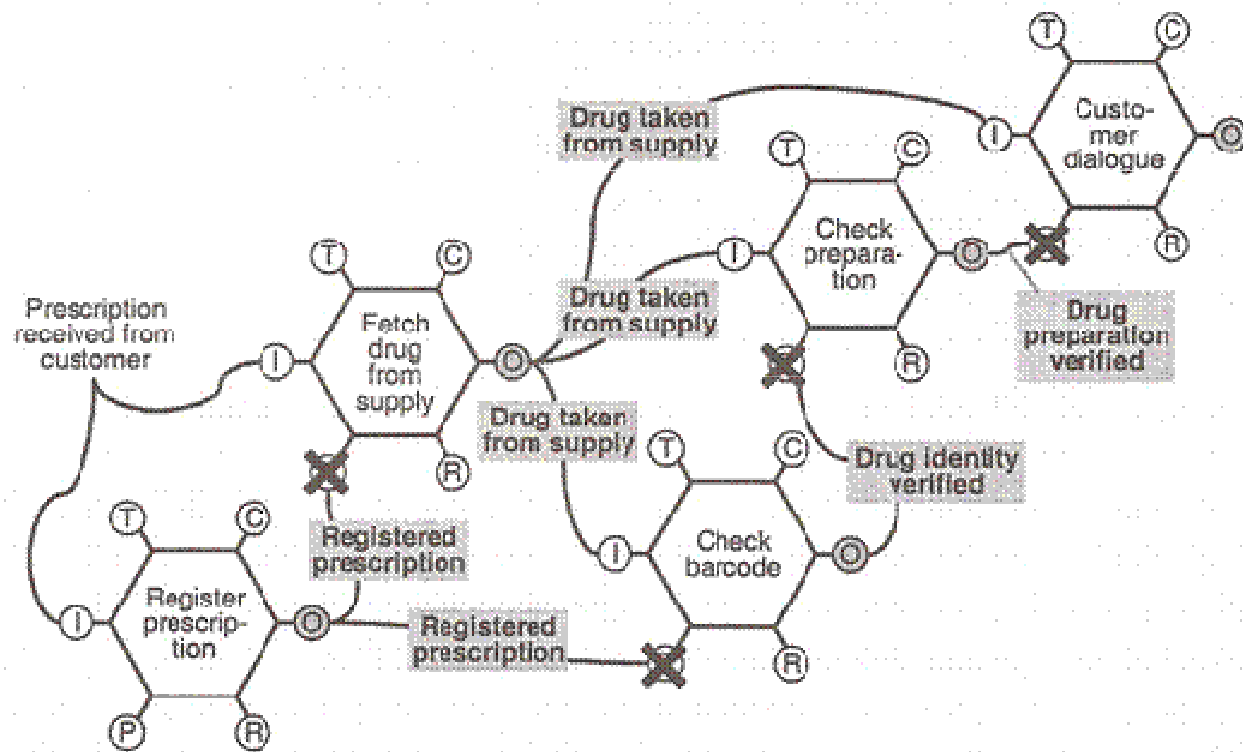 T
C
Custo-
mer
dialogue
I
O
R
Drug taken
from supply
T
C
Check
prepara-
tion
I
O
R
Drug
preparation
verified
T
C
Fetch
drug
from
supply
I
O
R
Drug taken
from supply
Prescription
received from
customer
Drug taken
from supply
T
C
Check
barcode
I
O
R
Drug identity
verified
Registered
prescription
T
C
Register
prescrip-
tion
I
O
P
R
Registered
prescription